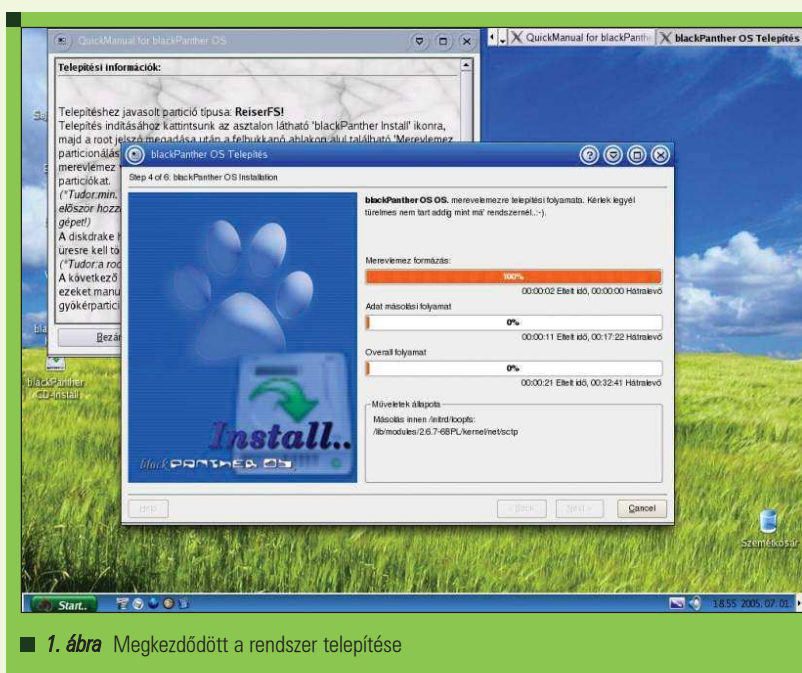 QuickManual for blackPanther OS
QuickManual for blackPanthe
blackPanther OS Telepítés
Telepítési információk:
Telepítéshez javasolt partíció típusa: ReiserFS!
Telepítés indításához kattintsunk az asztalon látható 'blackPanther Install' ikonra,
majd a root jelszó megadása után a felbukkanó ablakon alul található 'Merevlemez
particionálás
merevlemez
partíciókat.
(*Tudor:min.
először hozz
gépet!)
A diskdrake
üresre kell tö
(*Tudor:a roo
A következő
ezeket manu
gyökérpartíci
Bezár
blackPanther OS Telepítés
Step 4 of 6: blackPanther OS Installation
blackPanther OS OS. merevelemezre telepítési folyamata. Kérlek legyél
türelmes nem tart addig mint má' rendszernél..:-).
Merevlemez formázás:
100%
00:00:02 Eltelt idő, 00:00:00 Hátralevő
Adat másolási folyamat
0%
00:00:11 Eltelt idő, 00:17:22 Hátralevő
Overall folyamat
0%
00:00:21 Eltelt idő, 00:32:41 Hátralevő
Műveletek állapota
Másolás innen /initrd/loopfs:
/lib/modules/2.6.7-6BPL/kernel/net/sctp
Install..
black PANTHER OS
Help
< Back
Next >
Cancel
blackPanther
CD-Install
Szemétkosár
Start..
18:55 2005. 07. 01.
1. ábra Megkezdődött a rendszer telepítése